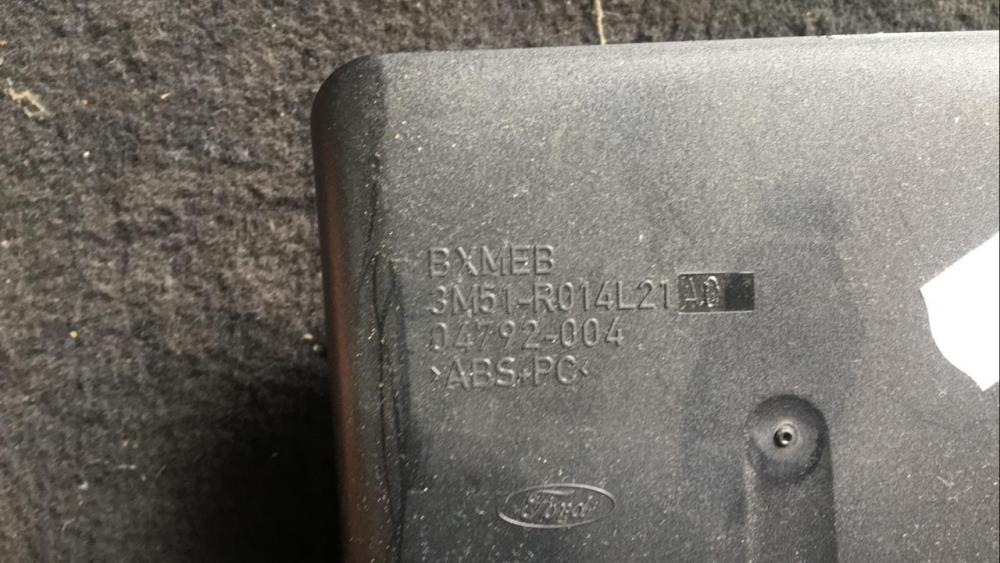 BXMEB
3M51-R014L21 AC
04792-004
>ABS+PC<
Ford